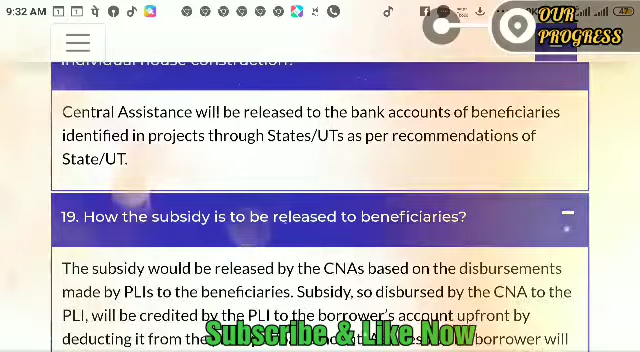 9:32 AM
OUR
PROGRESS
individual house construction?
Central Assistance will be released to the bank accounts of beneficiaries
identified in projects through States/UTs as per recommendations of
State/UT.
19. How the subsidy is to be released to beneficiaries?
The subsidy would be released by the CNAs based on the disbursements
made by PLIs to the beneficiaries. Subsidy, so disbursed by the CNA to the
PLI, will be credited by the PLI to the borrower's account upfront by
deducting it from the
borrower will
Subscribe & Like Now